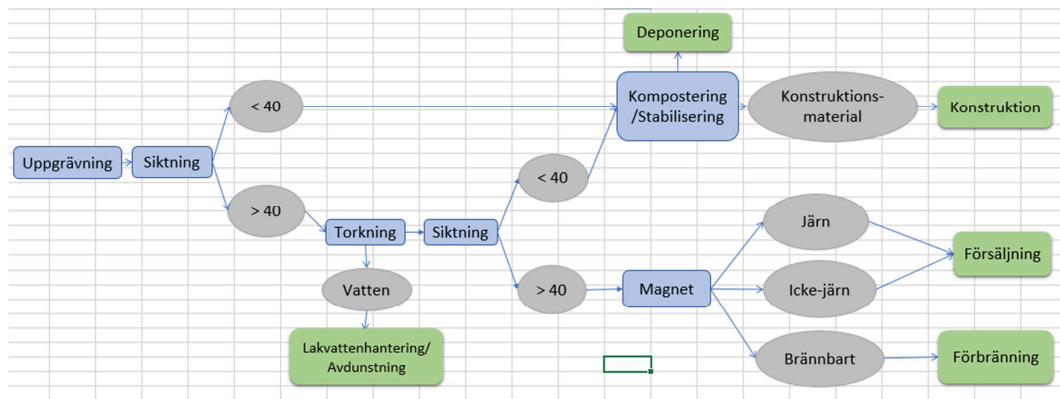 Deponering
< 40
Kompostering
/Stabilisering
Konstruktions-
material
Konstruktion
Uppgrävning
Siktning
< 40
> 40
Torkning
Siktning
Järn
Försäljning
Vatten
> 40
Magnet
Icke-järn
Lakvattenhantering/
Avdunstning
Brännbart
Förbränning